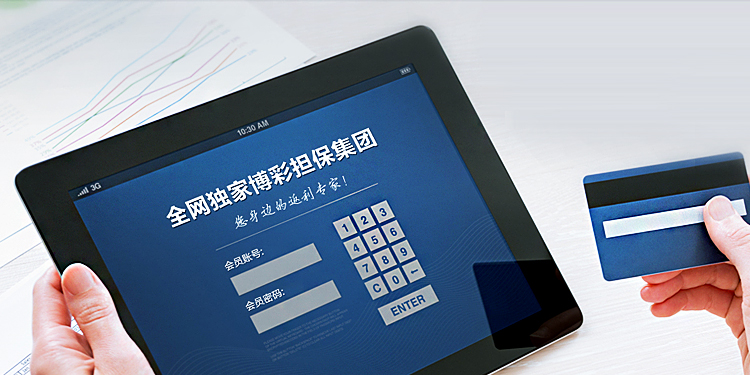 3G
10:30 AM
全网独家博彩担保集团
您身边的返利专家!
会员账号:
会员密码:
1 2 3
4 5 6
7 8 9
C 0 ←
ENTER